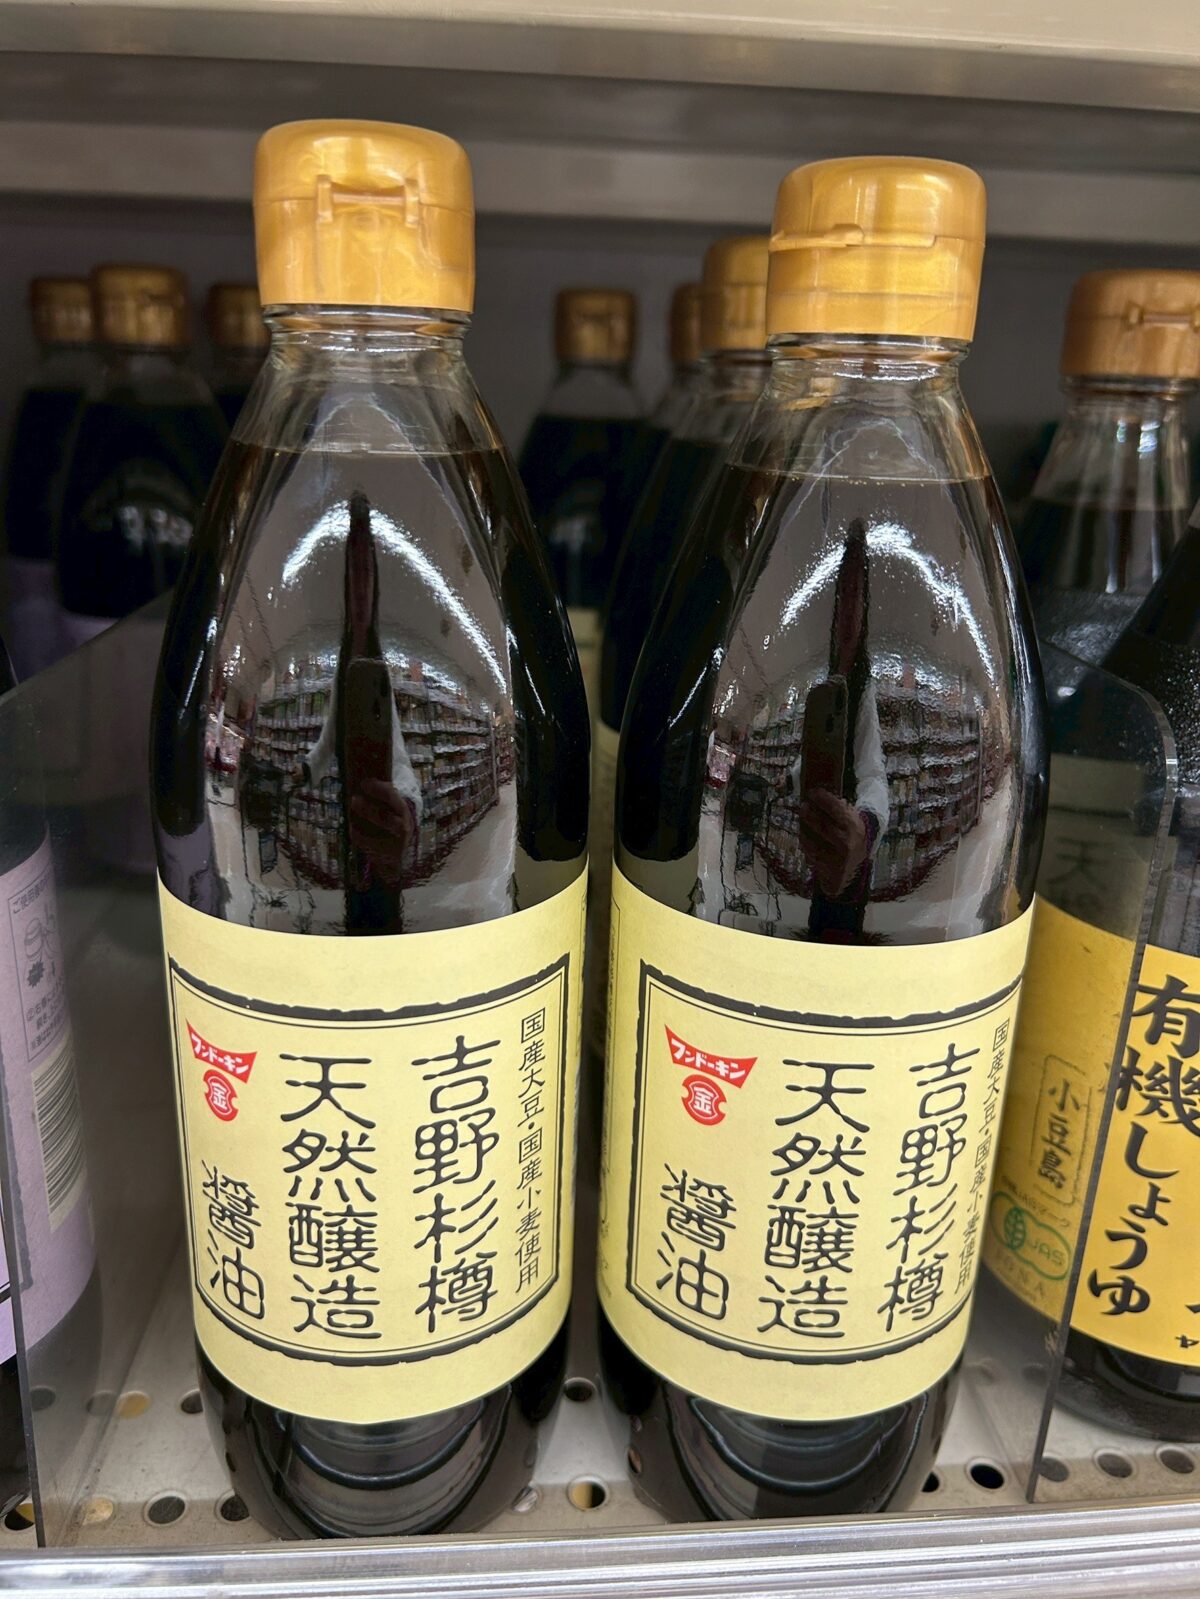 国産大豆・国産小麦使用
吉野杉樽
天然醸造
醤油
フンドーキン
金
国産大豆・国産小麦使用
吉野杉樽
天然醸造
醤油
フンドーキン
金
有機しょうゆ
小豆島
JAS
天